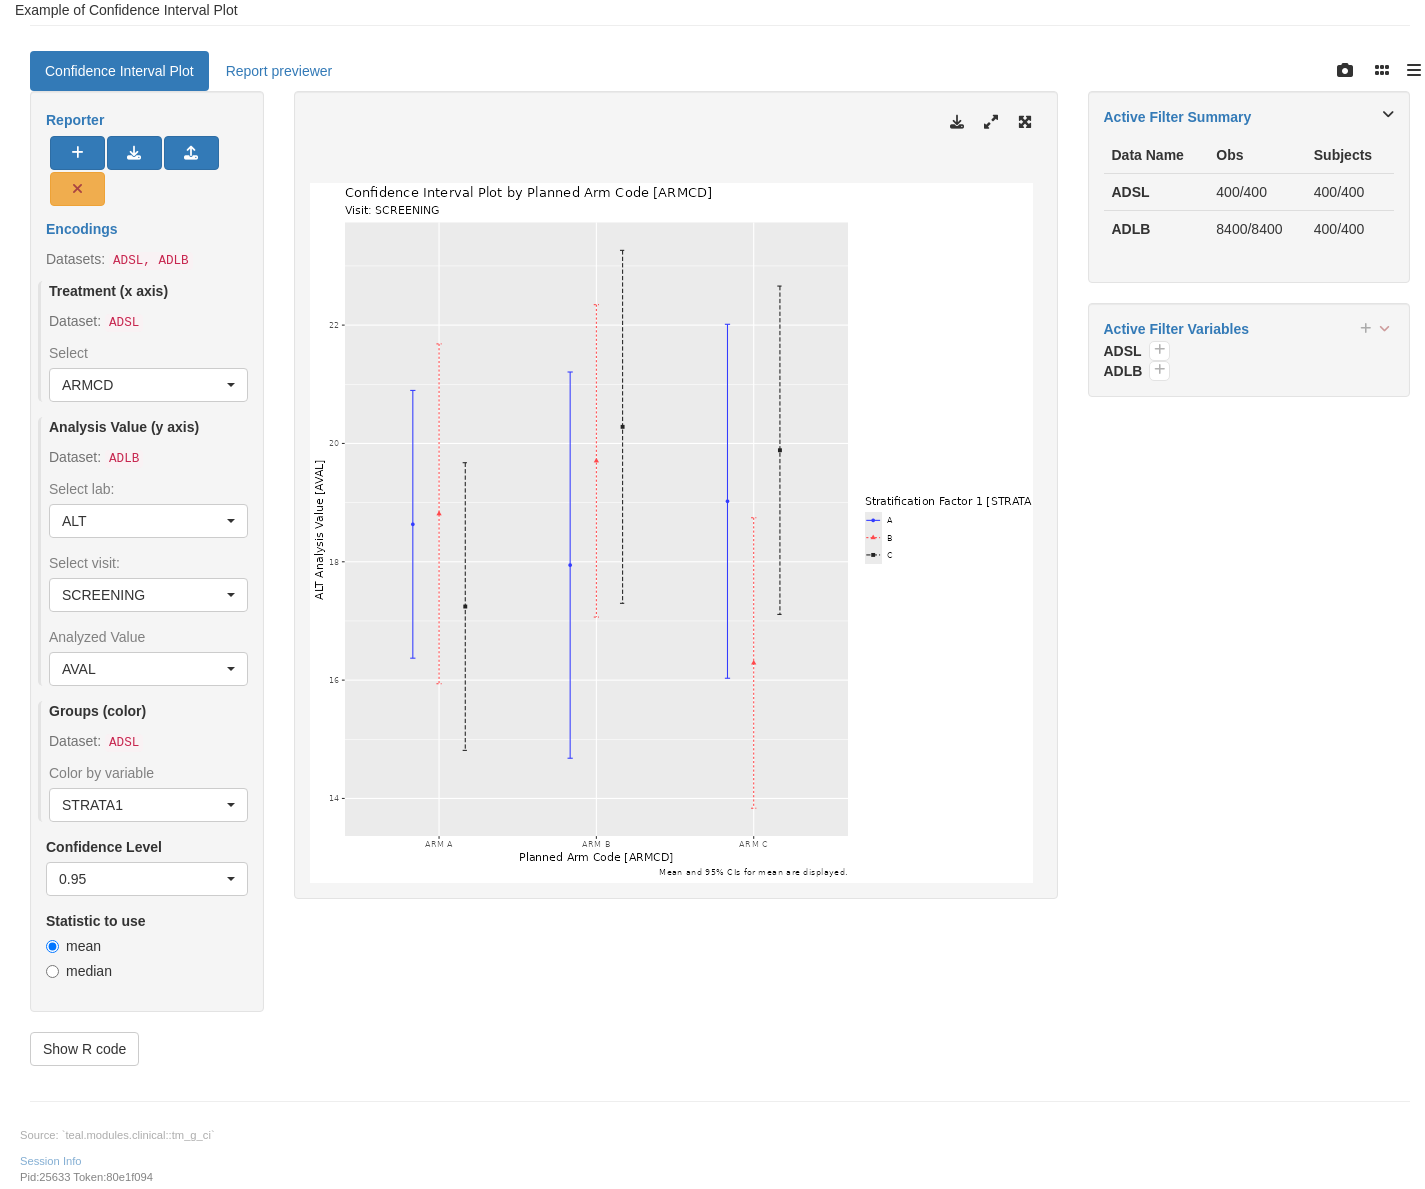 Example of Confidence Interval Plot
Confidence Interval Plot
Report previewer
Reporter
Encodings
Datasets: ADSL, ADLB
Treatment (x axis)
Dataset: ADSL
Select
ARMCD
Analysis Value (y axis)
Dataset: ADLB
Select lab:
ALT
Select visit:
SCREENING
Analyzed Value
AVAL
Groups (color)
Dataset: ADSL
Color by variable
STRATA1
Confidence Level
0.95
Statistic to use
mean
median
Show R code
Confidence Interval Plot by Planned Arm Code [ARMCD]
Visit: SCREENING
ALT Analysis Value [AVAL]
22
20
18
16
14
ARM A
ARM B
ARM C
Planned Arm Code [ARMCD]
Mean and 95% CIs for mean are displayed.
Stratification Factor 1 [STRATA
A
B
C
Active Filter Summary
Data Name Obs Subjects
ADSL 400/400 400/400
ADLB 8400/8400 400/400
Active Filter Variables
ADSL
ADLB
Source: `teal.modules.clinical::tm_g_ci`
Session Info
Pid:25633 Token:80e1f094